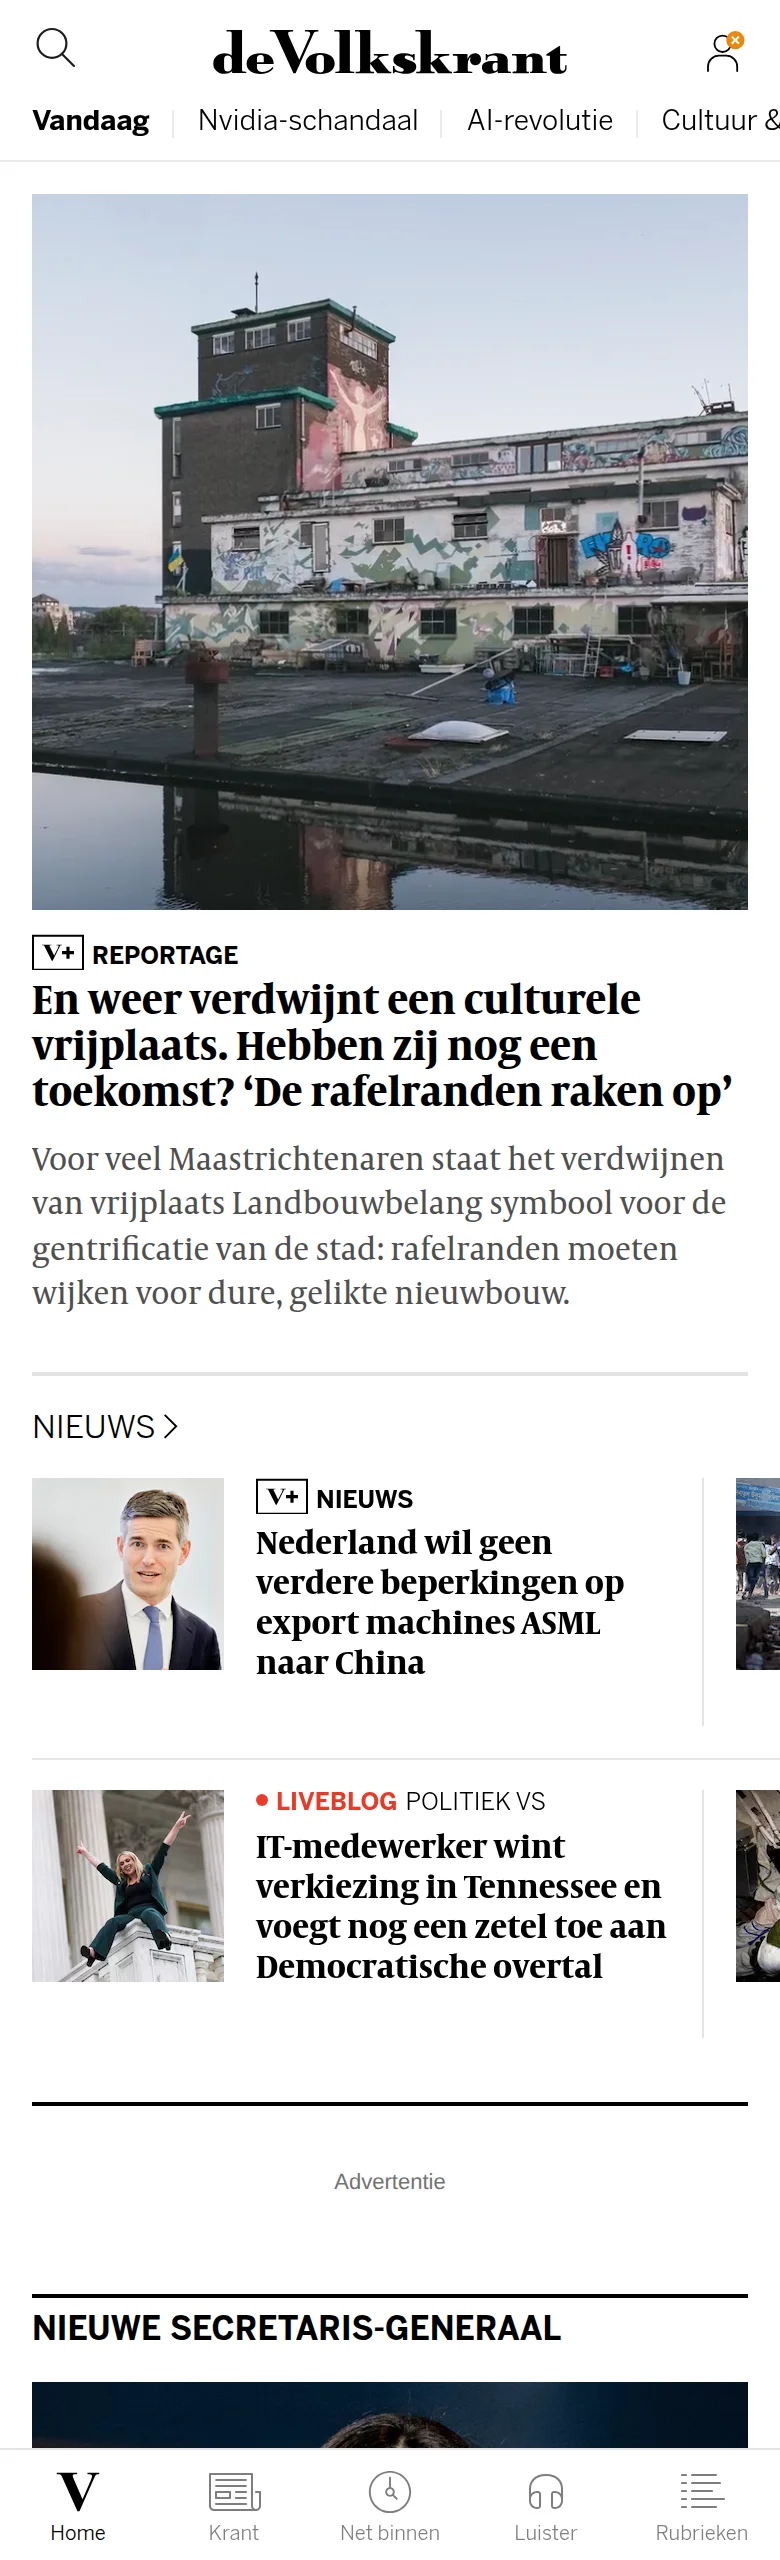 deVolkskrant
Vandaag
Nvidia-schandaal
AI-revolutie
Cultuur &
V+ REPORTAGE
En weer verdwijnt een culturele
vrijplaats. Hebben zij nog een
toekomst? ‘De rafelranden raken op’
Voor veel Maastrichtenaren staat het verdwijnen
van vrijplaats Landbouwbelang symbool voor de
gentrificatie van de stad: rafelranden moeten
wijken voor dure, gelikte nieuwbouw.
NIEUWS
V+ NIEUWS
Nederland wil geen
verdere beperkingen op
export machines ASML
naar China
LIVEBLOG POLITIEK VS
IT-medewerker wint
verkiezing in Tennessee en
voegt nog een zetel toe aan
Democratische overtal
Advertentie
NIEUWE SECRETARIS-GENERAAL
V
Home
Krant
Net binnen
Luister
Rubrieken